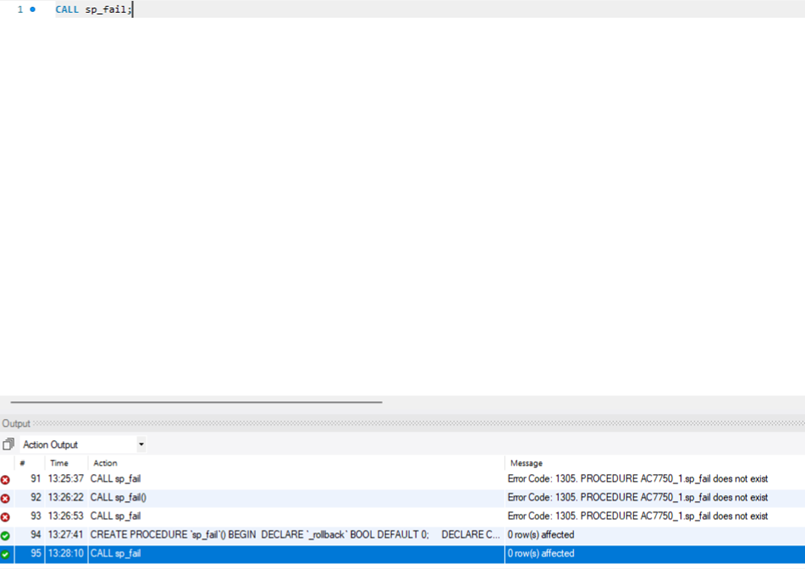 1 CALL sp_fail;
Output
Action Output
# Time Action Message
91 13:25:37 CALL sp_fail Error Code: 1305. PROCEDURE AC7750_1.sp_fail does not exist
92 13:26:22 CALL sp_fail() Error Code: 1305. PROCEDURE AC7750_1.sp_fail does not exist
93 13:26:53 CALL sp_fail Error Code: 1305. PROCEDURE AC7750_1.sp_fail does not exist
94 13:27:41 CREATE PROCEDURE `sp_fail`() BEGIN DECLARE `_rollback` BOOL DEFAULT 0; DECLARE C... 0 row(s) affected
95 13:28:10 CALL sp_fail 0 row(s) affected